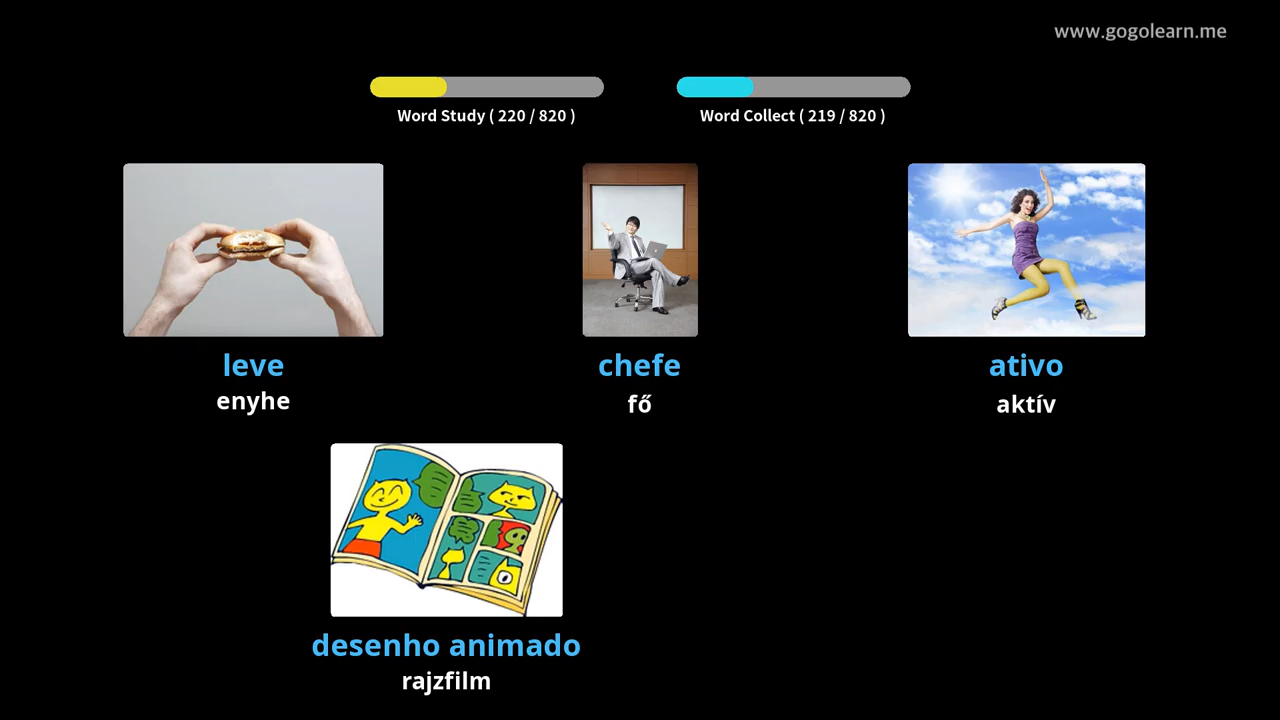 www.gogolearn.me
Word Study ( 220 / 820 )
Word Collect ( 219 / 820 )
leve
enyhe
chefe
fő
ativo
aktív
desenho animado
rajzfilm